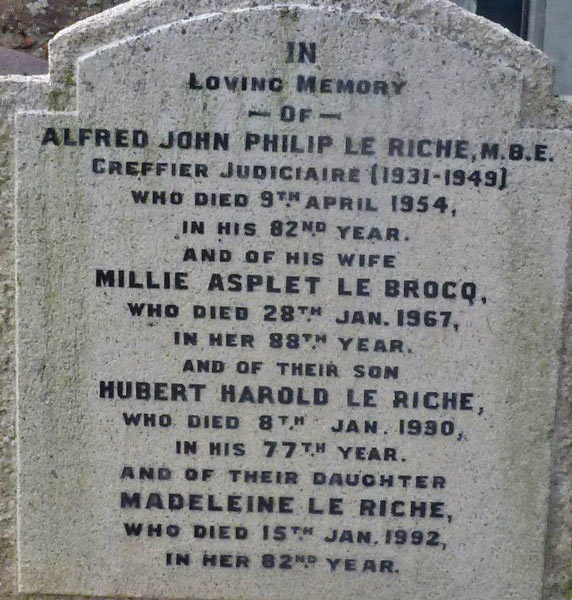 IN
LOVING MEMORY
— OF —
ALFRED JOHN PHILIP LE RICHE, M.B.E.
GREFFIER JUDICIAIRE (1931-1949)
WHO DIED 9TH APRIL 1954,
IN HIS 82ND YEAR.
AND OF HIS WIFE
MILLIE ASPLET LE BROCQ,
WHO DIED 28TH JAN. 1967,
IN HER 88TH YEAR.
AND OF THEIR SON
HUBERT HAROLD LE RICHE,
WHO DIED 8TH JAN. 1990,
IN HIS 77TH YEAR.
AND OF THEIR DAUGHTER
MADELEINE LE RICHE,
WHO DIED 15TH JAN. 1992,
IN HER 82ND YEAR.